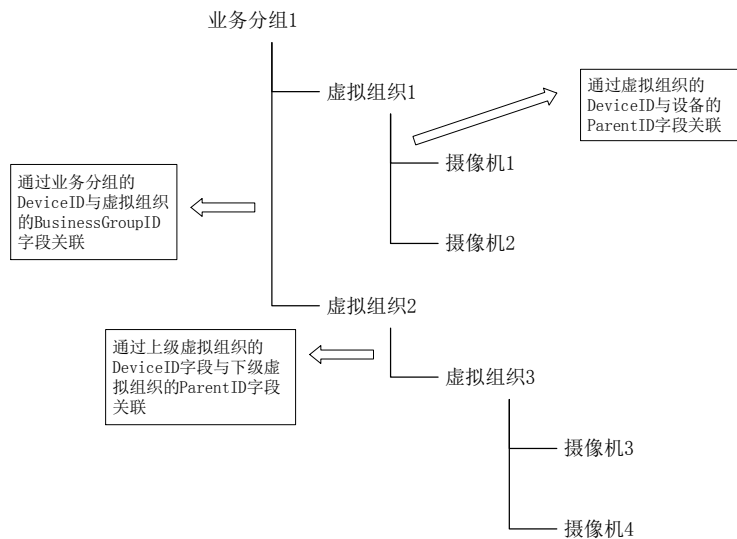 业务分组1
虚拟组织1
通过虚拟组织的
DeviceID与设备的
ParentID字段关联
摄像机1
通过业务分组的
DeviceID与虚拟组织
的BusinessGroupID
字段关联
摄像机2
虚拟组织2
通过上级虚拟组织的
DeviceID字段与下级虚
拟组织的ParentID字段
关联
虚拟组织3
摄像机3
摄像机4